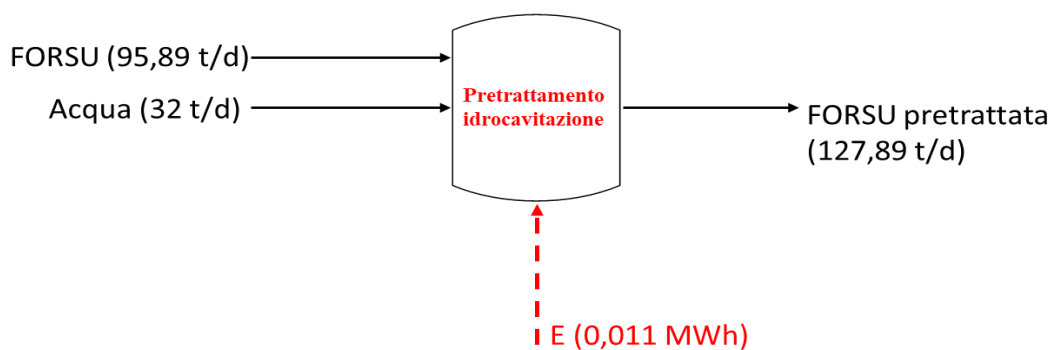 FORSU (95,89 t/d)
Acqua (32 t/d)
Pretrattamento
idrocavitazione
FORSU pretrattata
(127,89 t/d)
E (0,011 MWh)